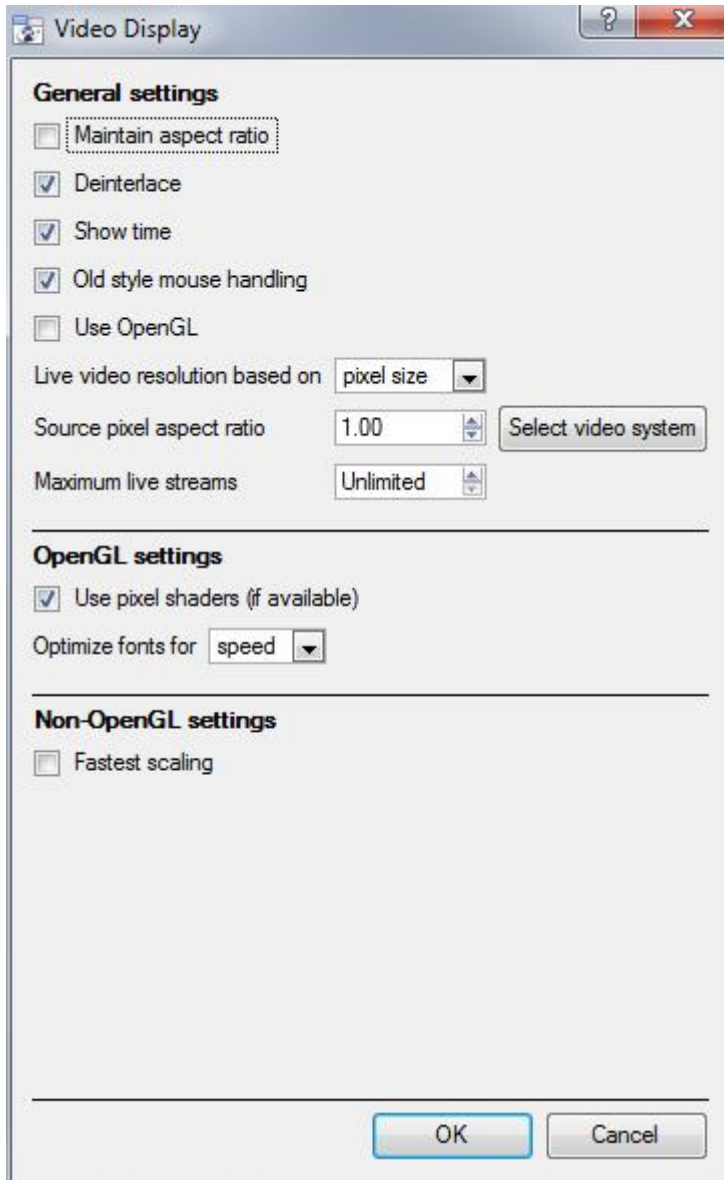 Video Display
General settings
Maintain aspect ratio
Deinterlace
Show time
Old style mouse handling
Use OpenGL
Live video resolution based on pixel size
Source pixel aspect ratio 1.00 Select video system
Maximum live streams Unlimited
OpenGL settings
Use pixel shaders (if available)
Optimize fonts for speed
Non-OpenGL settings
Fastest scaling
OK Cancel